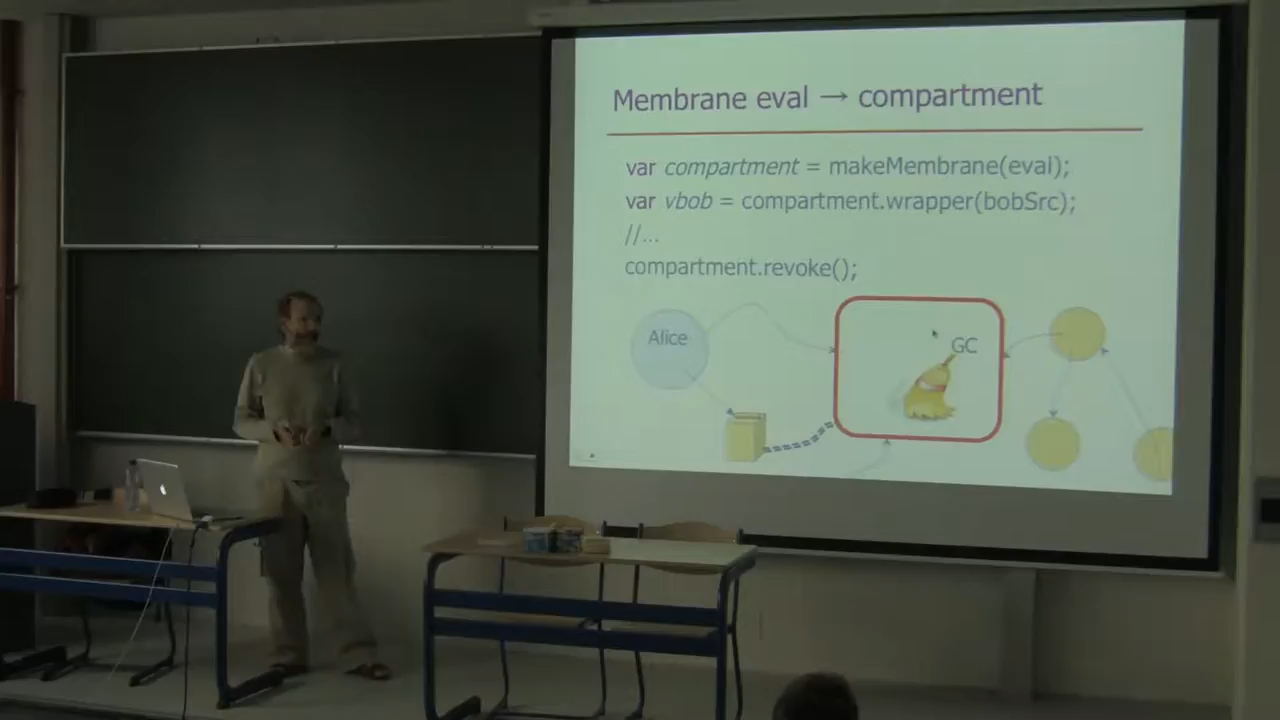 Membrane eval → compartment
var compartment = makeMembrane(eval);
var vbob = compartment.wrapper(bobSrc);
//...
compartment.revoke();
Alice
GC